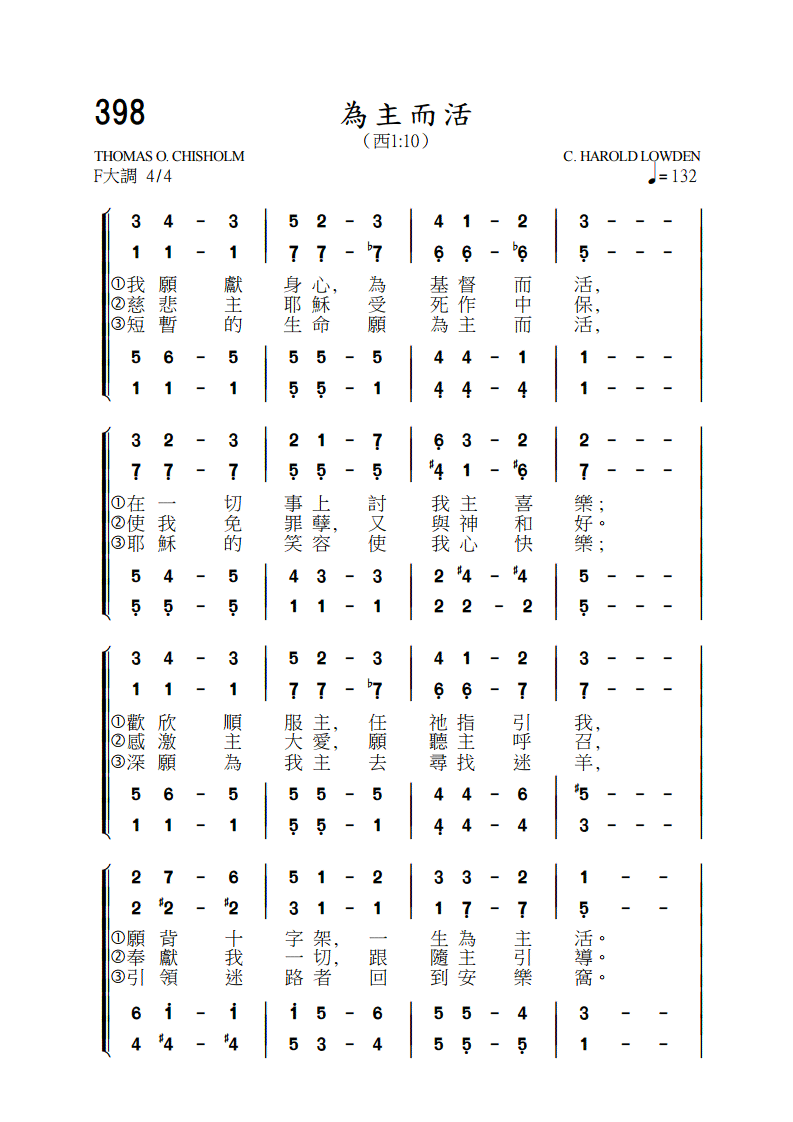 398
為主而活
（西1:10）
THOMAS O. CHISHOLM C. HAROLD LOWDEN
F大調 4/4 ♩= 132
3 4 - 3 | 5 2 - 3 | 4 1 - 2 | 3 - - - |
1 1 - 1 | 7̣ 7̣ - ♭7̣ | 6̣ 6̣ - ♭6̣ | 5̣ - - - |
①我願獻身心，為基督而活，
②慈悲主耶穌受死作中保，
③短暫的生命願為主而活，
5 6 - 5 | 5 5 - 5 | 4 4 - 1 | 1 - - - |
1 1 - 1 | 5̣ 5̣ - 1 | 4̣ 4̣ - 4̣ | 1 - - - |
3 2 - 3 | 2 1 - 7̣ | 6̣ 3 - 2 | 2 - - - |
7̣ 7̣ - 7̣ | 5̣ 5̣ - 5̣ | ♯4̣ 1 - ♯6̣ | 7̣ - - - |
①在一切事上討我主喜樂；
②使我免罪孽，又與神和好。
③耶穌的笑容使我心快樂；
5 4 - 5 | 4 3 - 3 | 2 ♯4 - ♯4 | 5 - - - |
5̣ 5̣ - 5̣ | 1 1 - 1 | 2 2 - 2 | 5̣ - - - |
3 4 - 3 | 5 2 - 3 | 4 1 - 2 | 3 - - - |
1 1 - 1 | 7̣ 7̣ - ♭7̣ | 6̣ 6̣ - 7̣ | 7̣ - - - |
①歡欣順服主，任祂指引我，
②感激主大愛，願聽主呼召，
③深願為我主去尋找迷羊，
5 6 - 5 | 5 5 - 5 | 4 4 - 6 | ♯5 - - - |
1 1 - 1 | 5̣ 5̣ - 1 | 4̣ 4 - 4 | 3 - - - |
2 7 - 6 | 5 1 - 2 | 3 3 - 2 | 1 - - |
2 ♯2 - ♯2 | 3 1 - 1 | 1 7̣ - 7̣ | 5̣ - - |
①願背十字架，一生為主活。
②奉獻我一切，跟隨主引導。
③引領迷路者回到安樂窩。
6 1̇ - 1̇ | 1̇ 5 - 6 | 5 5 - 4 | 3 - - |
4 ♯4 - ♯4 | 5 3 - 4 | 5 5̣ - 5̣ | 1 - - |